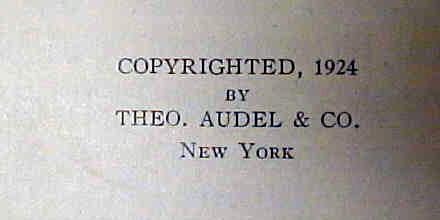 COPYRIGHTED, 1924
BY
THEO. AUDEL & CO.
NEW YORK